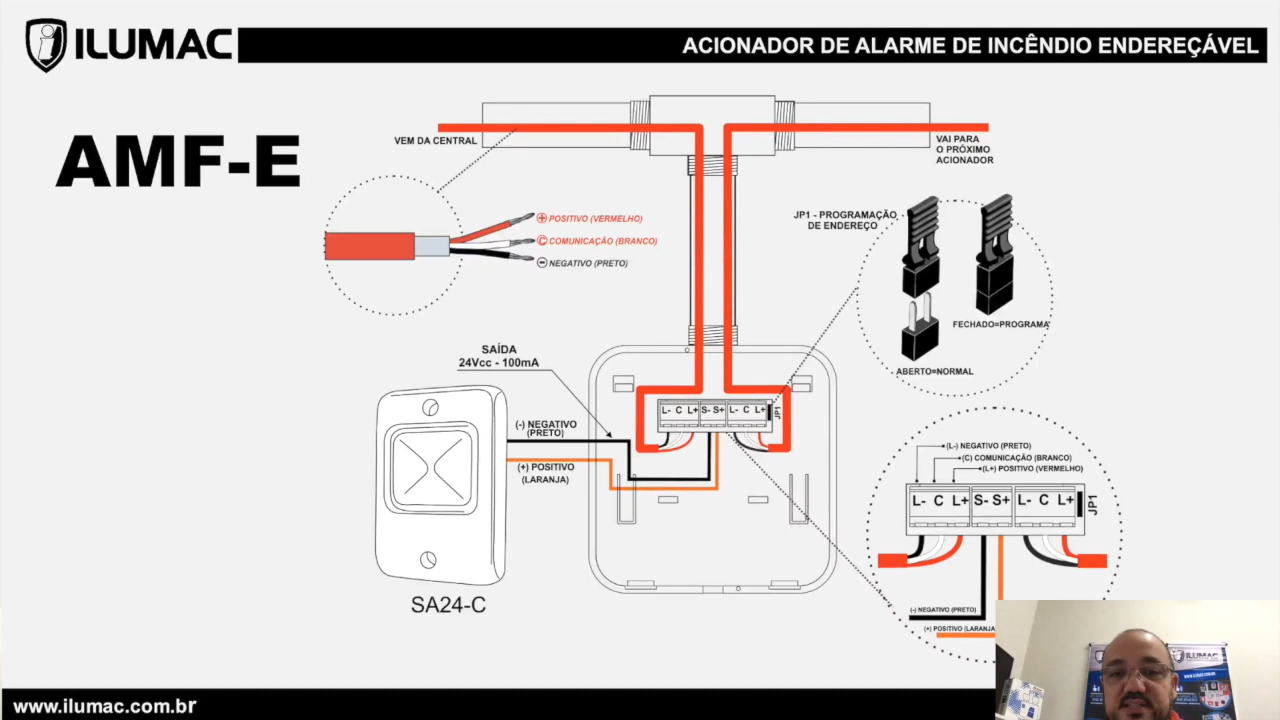 ILUMAC
ACIONADOR DE ALARME DE INCÊNDIO ENDEREÇÁVEL
AMF-E
VEM DA CENTRAL
VAI PARA
O PRÓXIMO
ACIONADOR
+ POSITIVO (VERMELHO)
C COMUNICAÇÃO (BRANCO)
- NEGATIVO (PRETO)
JP1 - PROGRAMAÇÃO
DE ENDEREÇO
FECHADO=PROGRAMA
ABERTO=NORMAL
SAÍDA
24Vcc - 100mA
L- C L+ S- S+ L- C L+ JP1
(-) NEGATIVO
(PRETO)
(+) POSITIVO
(LARANJA)
SA24-C
(L-) NEGATIVO (PRETO)
(C) COMUNICAÇÃO (BRANCO)
(L+) POSITIVO (VERMELHO)
L- C L+ S- S+ L- C L+ JP1
(-) NEGATIVO (PRETO)
(+) POSITIVO (LARANJA
ILUMAC
www.ilumac.com.br